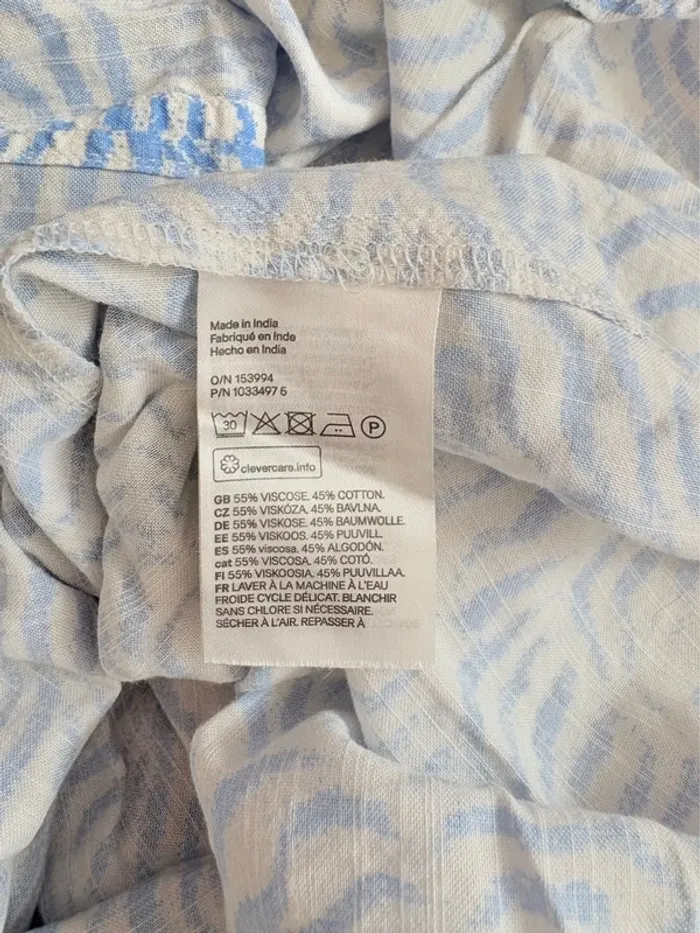 Made in India
Fabriqué en Inde
Hecho en India
O/N 153994
P/N 1033497 6
30 P
clevercare.info
GB 55% VISCOSE. 45% COTTON.
CZ 55% VISKÓZA. 45% BAVLNA.
DE 55% VISKOSE. 45% BAUMWOLLE.
EE 55% VISKOOS. 45% PUUVILL.
ES 55% viscosa. 45% ALGODÓN.
cat 55% VISCOSA. 45% COTÓ.
FI 55% VISKOOSIA. 45% PUUVILLAA.
FR LAVER À LA MACHINE À L'EAU
FROIDE CYCLE DÉLICAT. BLANCHIR
SANS CHLORE SI NÉCESSAIRE.
SÉCHER À L'AIR. REPASSER À